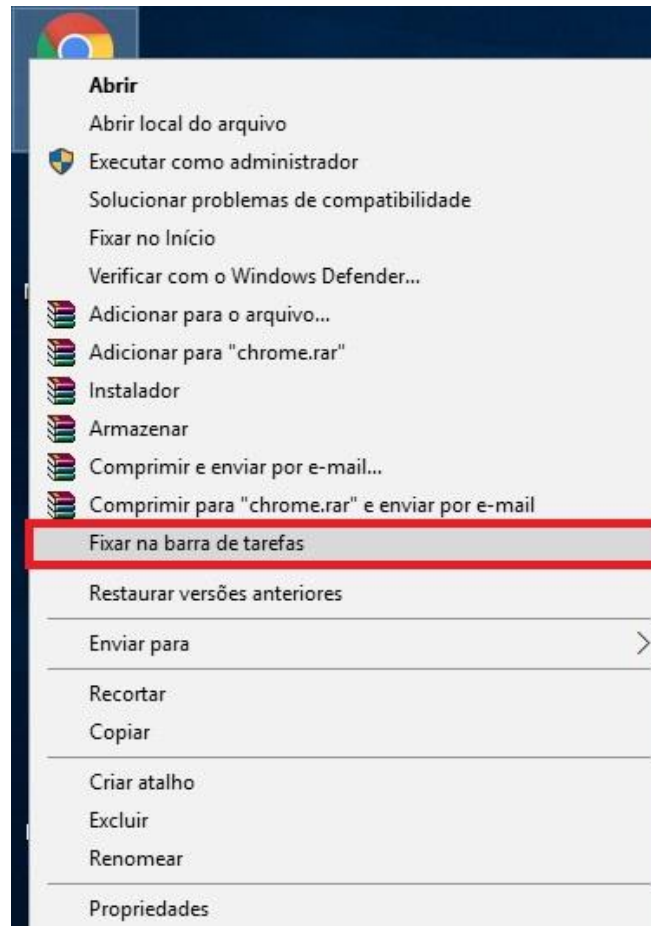 Abrir
Abrir local do arquivo
Executar como administrador
Solucionar problemas de compatibilidade
Fixar no Início
Verificar com o Windows Defender...
Adicionar para o arquivo...
Adicionar para "chrome.rar"
Instalador
Armazenar
Comprimir e enviar por e-mail...
Comprimir para "chrome.rar" e enviar por e-mail
Fixar na barra de tarefas
Restaurar versões anteriores
Enviar para
Recortar
Copiar
Criar atalho
Excluir
Renomear
Propriedades